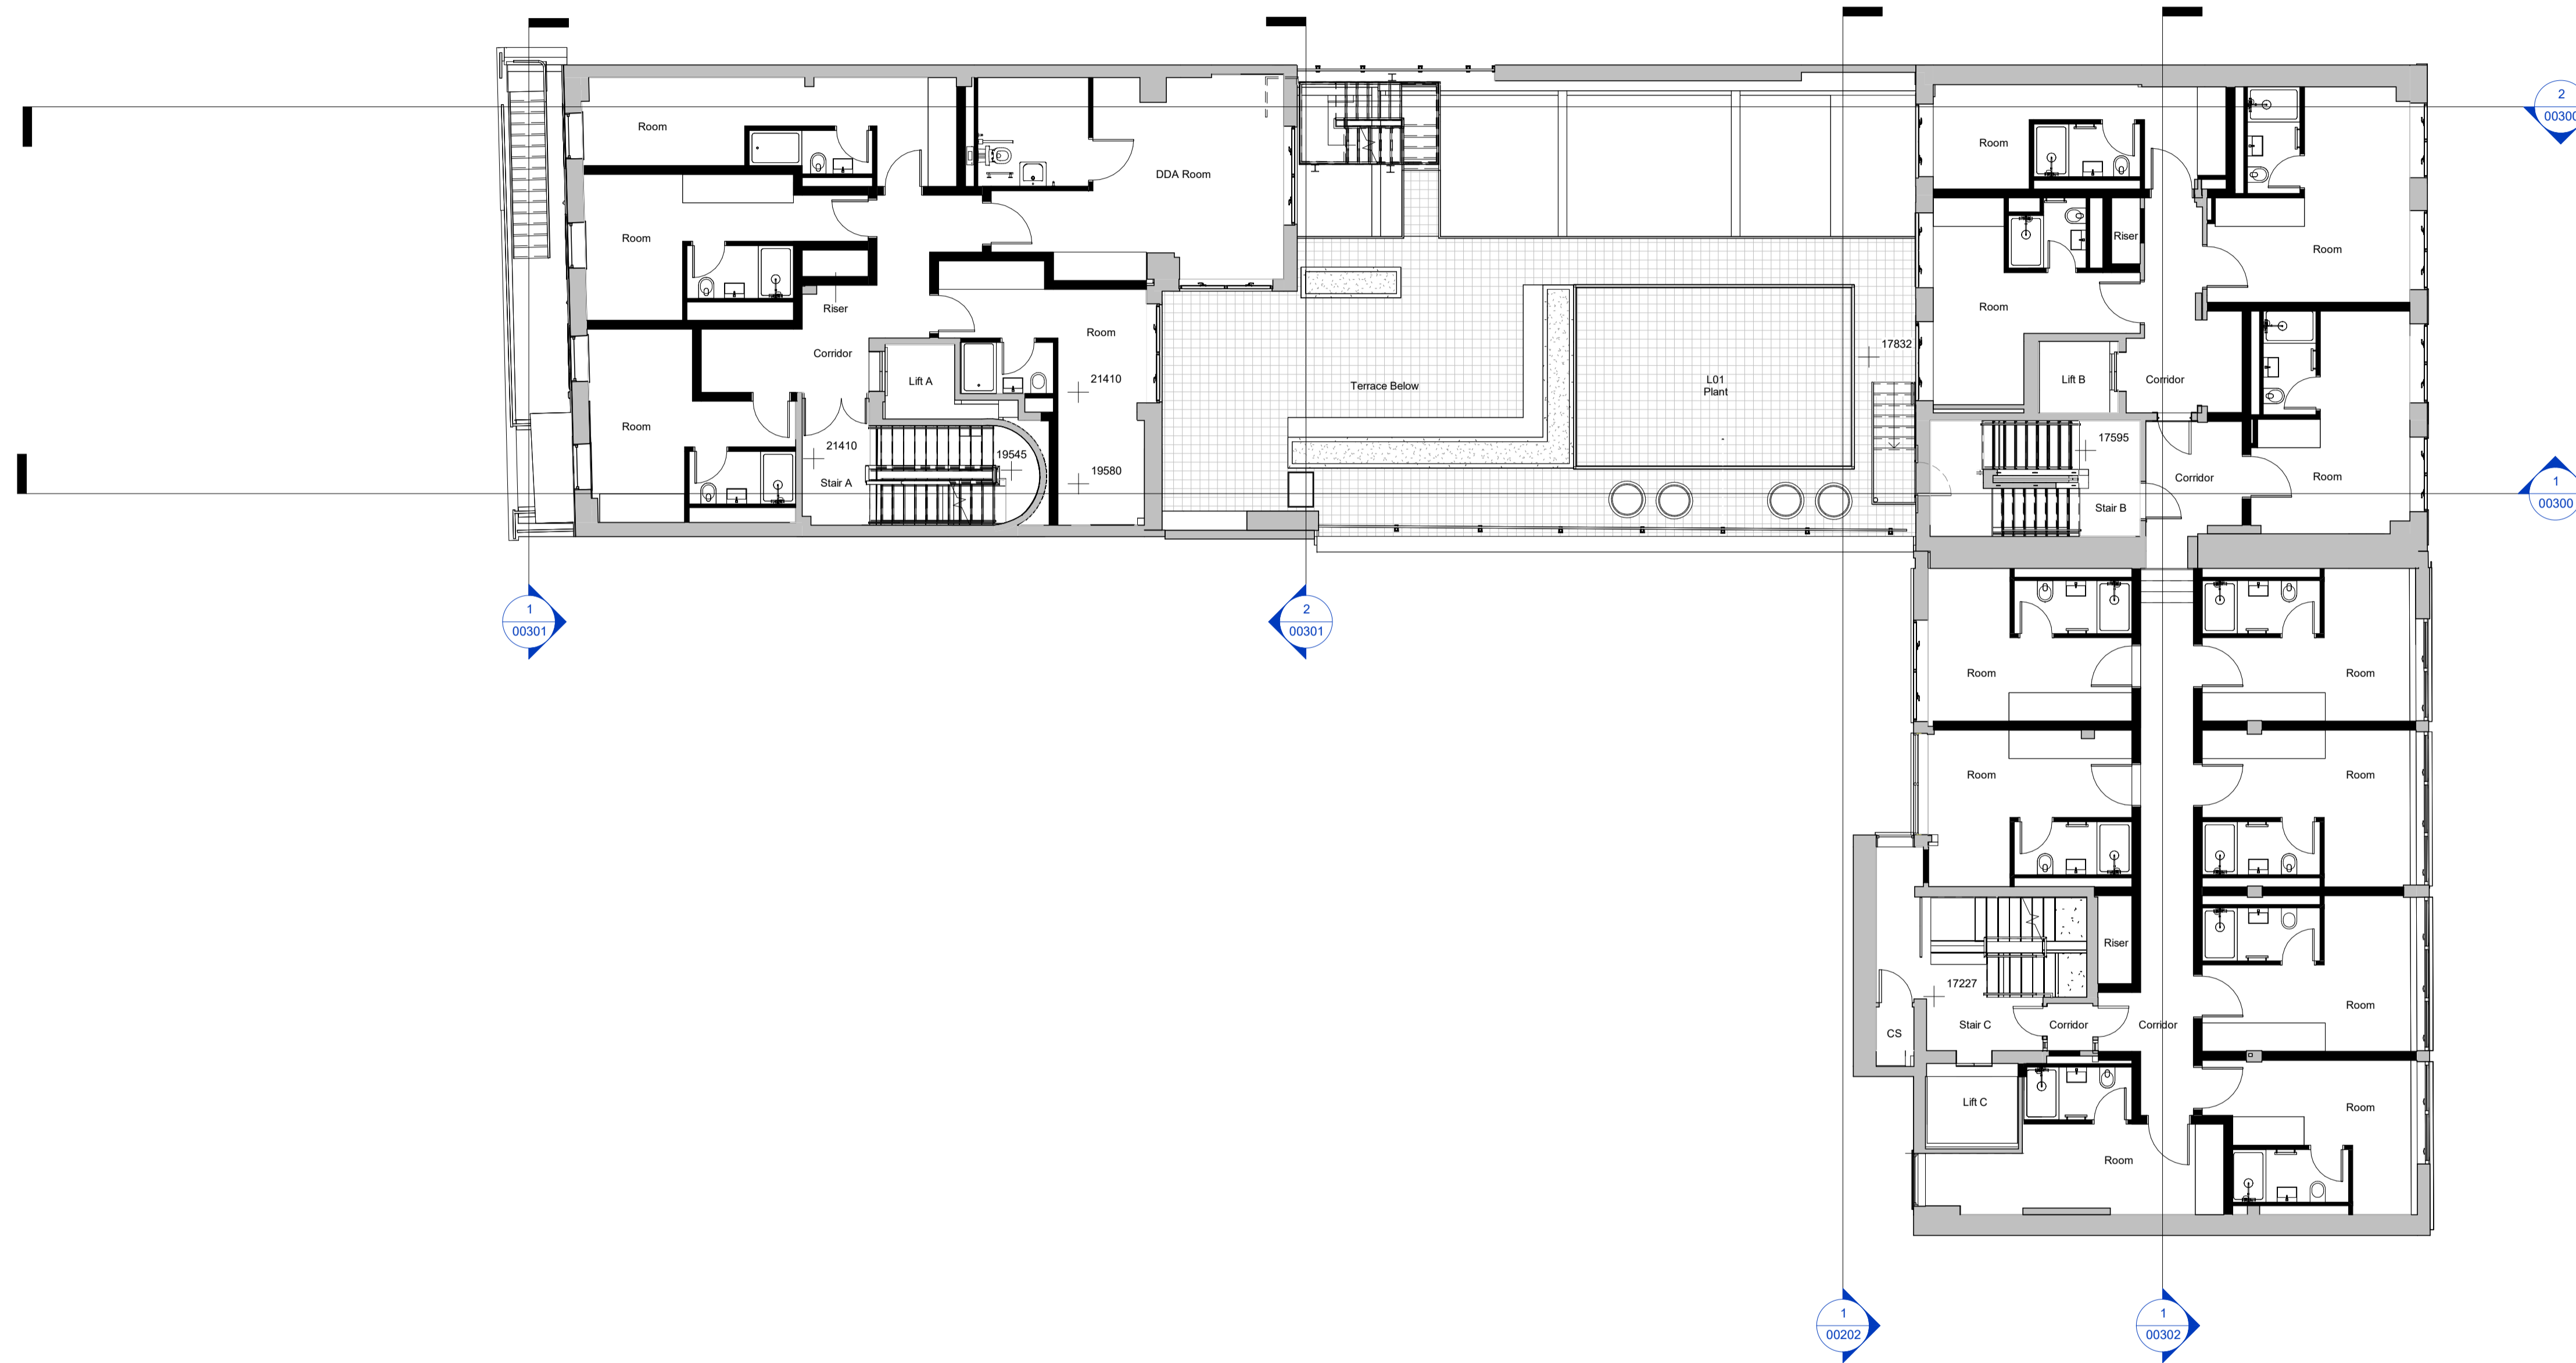 2
00300
Room
DDA Room
Room
Room
Riser
Room
Room
Riser
Room
Room
17832
Corridor
Lift A
21410
Terrace Below
L01
Plant
Lift B
Corridor
Room
21410
Stair A
19545
19580
17595
Corridor
Room
Stair B
1
00300
1
00301
2
00301
Room
Room
Room
Room
Riser
17227
Room
CS
Stair C
Corridor
Corridor
Lift C
Room
Room
1
00202
1
00302